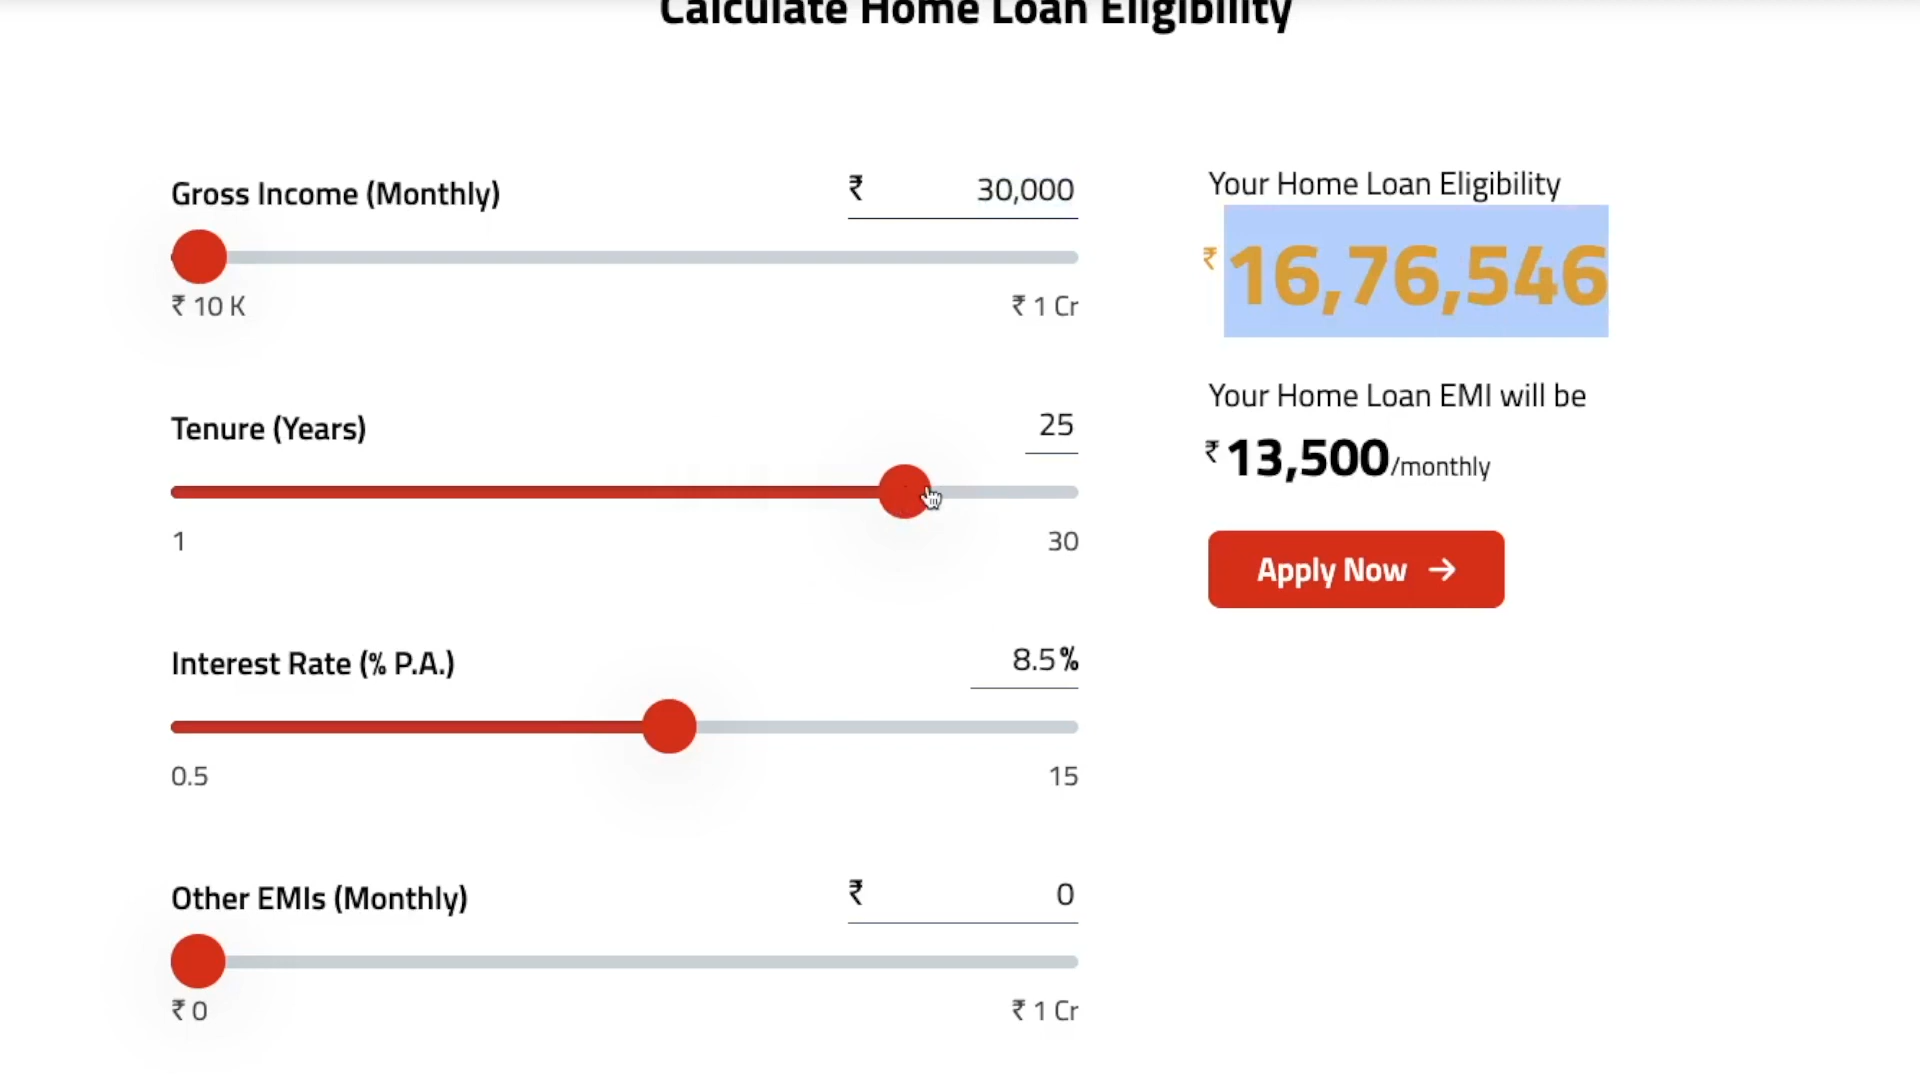 Calculate Home Loan Eligibility
Gross Income (Monthly)
₹ 30,000
₹ 10 K
₹ 1 Cr
Tenure (Years)
25
1
30
Interest Rate (% P.A.)
8.5%
0.5
15
Other EMIs (Monthly)
₹ 0
₹ 0
₹ 1 Cr
Your Home Loan Eligibility
₹ 16,76,546
Your Home Loan EMI will be
₹ 13,500/monthly
Apply Now →